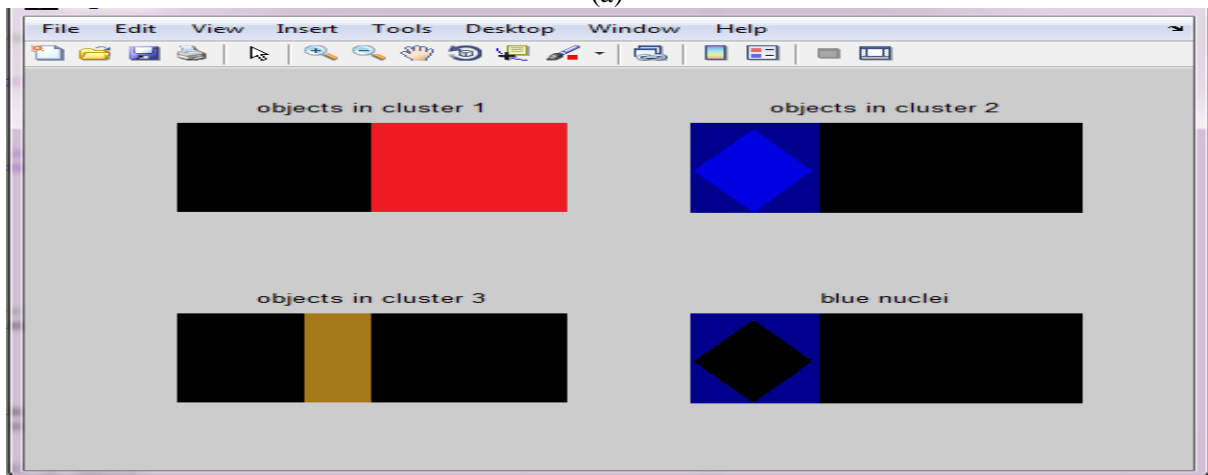 (a)
File Edit View Insert Tools Desktop Window Help
objects in cluster 1
objects in cluster 2
objects in cluster 3
blue nuclei